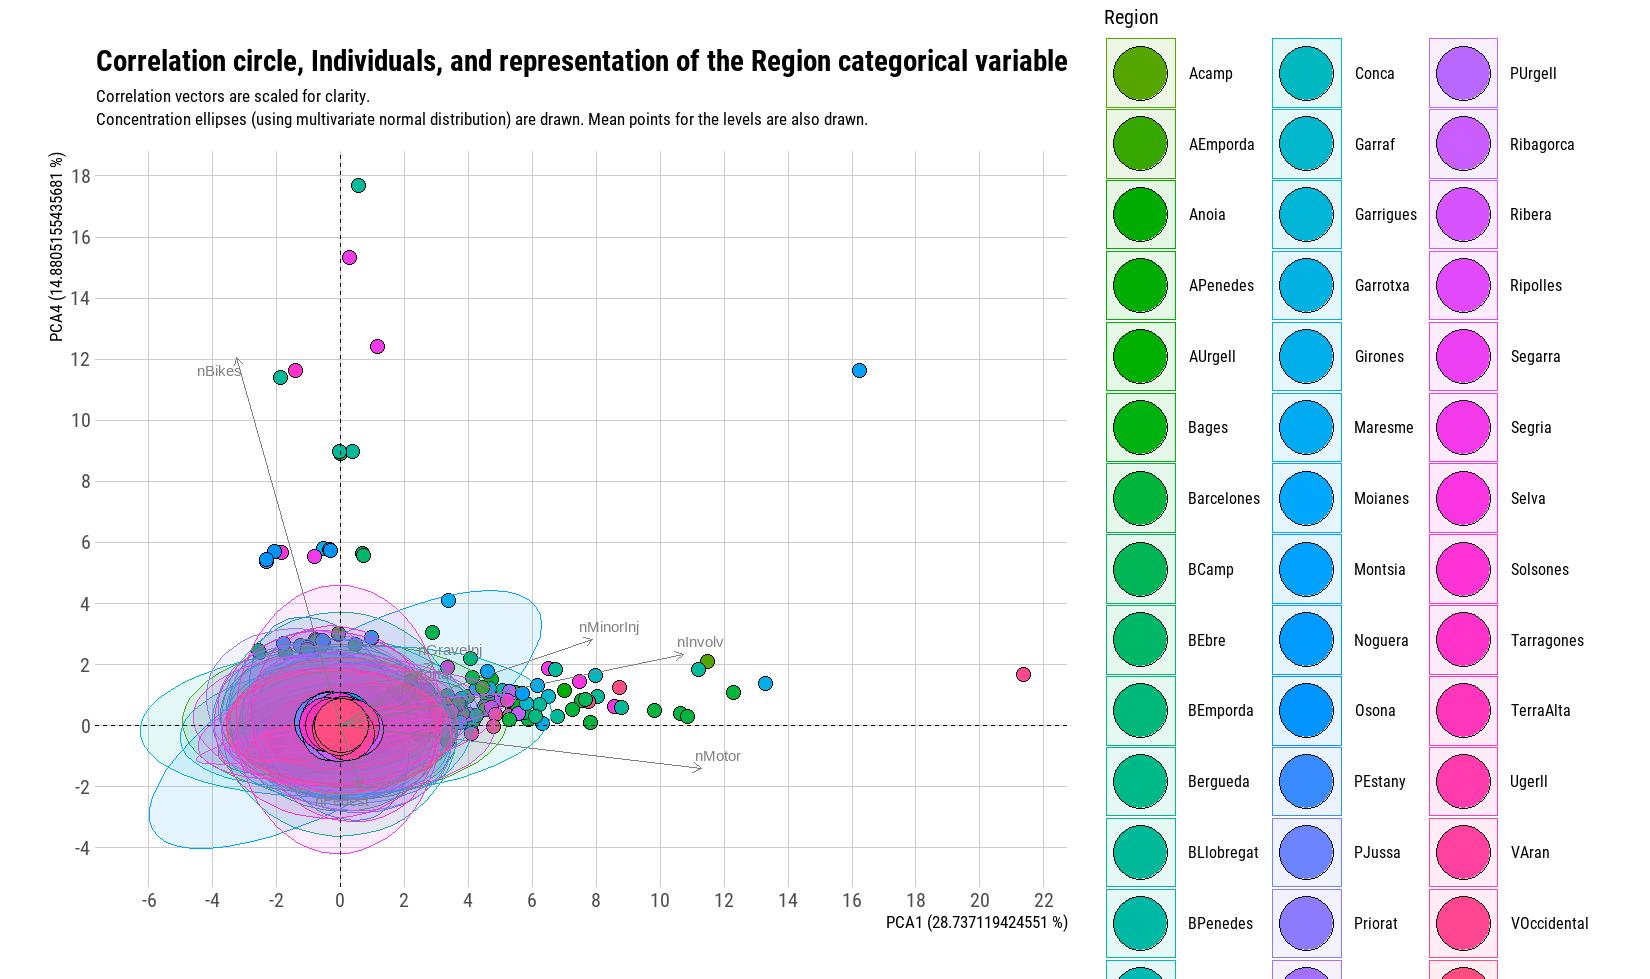 Region
Correlation circle, Individuals, and representation of the Region categorical variable
Correlation vectors are scaled for clarity.
Concentration ellipses (using multivariate normal distribution) are drawn. Mean points for the levels are also drawn.
PCA4 (14.8805155435681 %)
18
16
14
12
10
8
6
4
2
0
-2
-4
nBikes
nMinorInj
nInvolv
nGraveInj
nMotor
-6
-4
-2
0
2
4
6
8
10
12
14
16
18
20
22
PCA1 (28.737119424551 %)
Acamp
AEmporda
Anoia
APenedes
AUrgell
Bages
Barcelones
BCamp
BEbre
BEmporda
Bergueda
BLlobregat
BPenedes
Conca
Garraf
Garrigues
Garrotxa
Girones
Maresme
Moianes
Montsia
Noguera
Osona
PEstany
PJussa
Priorat
PUrgell
Ribagorca
Ribera
Ripolles
Segarra
Segria
Selva
Solsones
Tarragones
TerraAlta
Ugerll
VAran
VOccidental